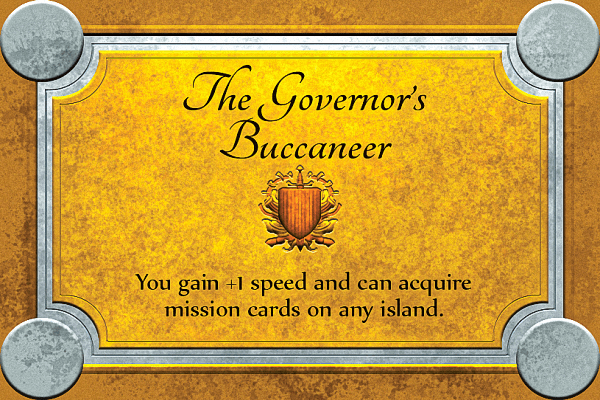 The Governor's
Buccaneer
You gain +1 speed and can acquire
mission cards on any island.